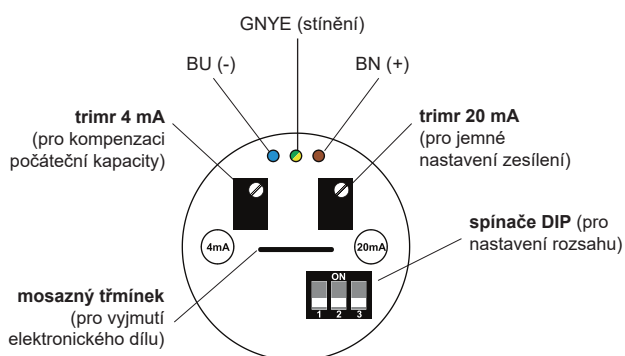 GNYE (stínění)
BU (-)
BN (+)
trimr 4 mA
(pro kompenzaci
počáteční kapacity)
trimr 20 mA
(pro jemné
nastavení zesílení)
4mA
20mA
spínače DIP (pro
nastavení rozsahu)
ON
1 2 3
mosazný třmínek
(pro vyjmutí
elektronického dílu)